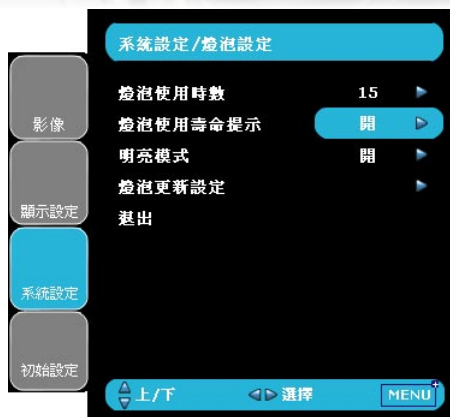 系統設定/燈泡設定
燈泡使用時數 15
燈泡使用壽命提示 開
明亮模式 開
燈泡更新設定
退出
影像
顯示設定
系統設定
初始設定
上/下 選擇 MENU